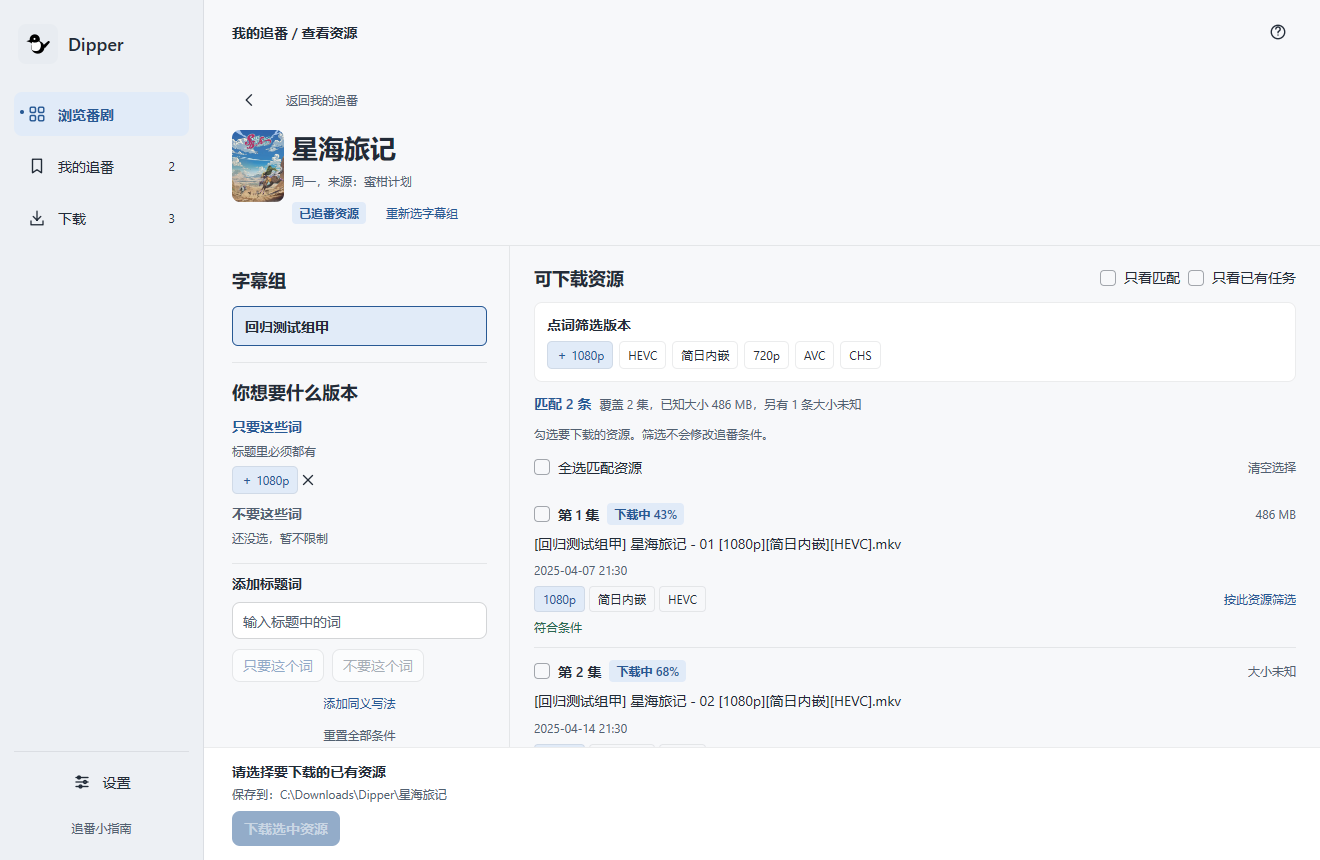 Dipper
浏览番剧
我的追番 2
下载 3
设置
追番小指南
我的追番 / 查看资源
返回我的追番
星海旅记
周一，来源：蜜柑计划
已追番资源 重新选字幕组
字幕组
回归测试组甲
你想要什么版本
只要这些词
标题里必须都有
+ 1080p
不要这些词
还没选，暂不限制
添加标题词
输入标题中的词
只要这个词 不要这个词
添加同义写法
重置全部条件
可下载资源 只看匹配 只看已有任务
点词筛选版本
+ 1080p HEVC 简日内嵌 720p AVC CHS
匹配 2 条 覆盖 2 集，已知大小 486 MB，另有 1 条大小未知
勾选要下载的资源。筛选不会修改追番条件。
全选匹配资源 清空选择
第 1 集 下载中 43% 486 MB
[回归测试组甲] 星海旅记 - 01 [1080p][简日内嵌][HEVC].mkv
2025-04-07 21:30
1080p 简日内嵌 HEVC 按此资源筛选
符合条件
第 2 集 下载中 68% 大小未知
[回归测试组甲] 星海旅记 - 02 [1080p][简日内嵌][HEVC].mkv
2025-04-14 21:30
请选择要下载的已有资源
保存到：C:\Downloads\Dipper\星海旅记
下载选中资源